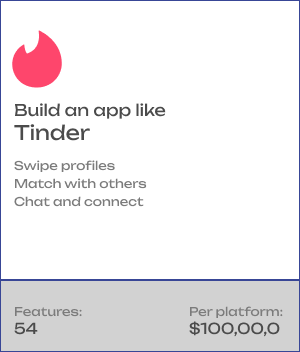 Build an app like
Tinder
Swipe profiles
Match with others
Chat and connect
Features:
54
Per platform:
$100,00,0